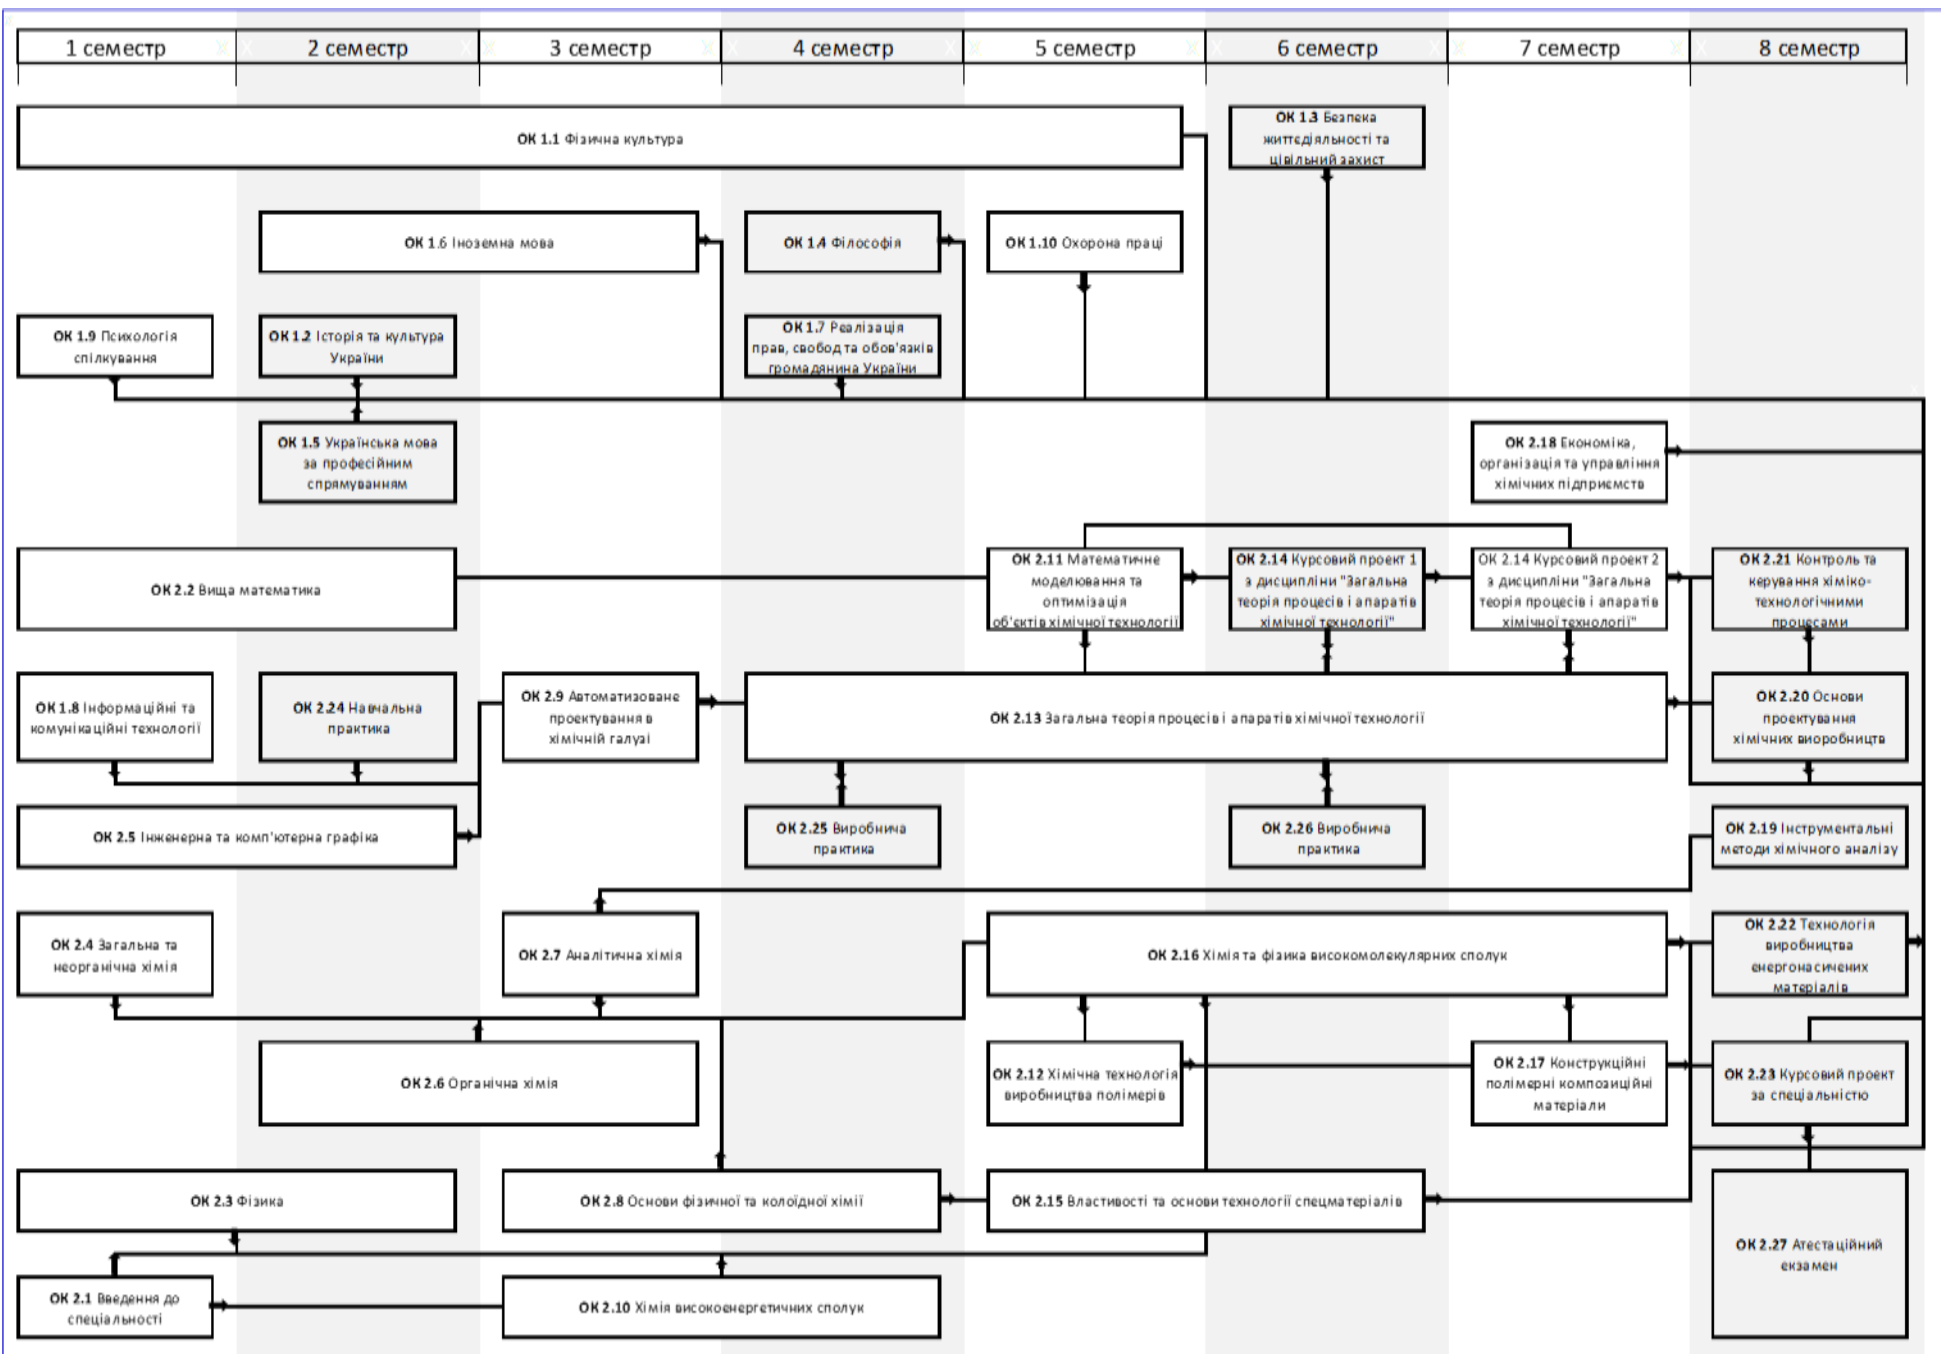 1 семестр
2 семестр
3 семестр
4 семестр
5 семестр
6 семестр
7 семестр
8 семестр
ОК 1.1 Фізична культура
ОК 1.3 Безпека
життєдіяльності та
цівільний захист
ОК 1.6 Іноземна мова
ОК 1.4 Філософія
ОК 1.10 Охорона праці
ОК 1.9 Психологія
спілкування
ОК 1.2 Історія та культура
України
ОК 1.7 Реалізація
прав, свобод та обов'язків
громадянина України
ОК 1.5 Українська мова
за професійним
спрямуванням
ОК 2.18 Економіка,
організація та управління
хімічних підприємств
ОК 2.2 Вища математика
ОК 2.11 Математичне
моделювання та
оптимізація
об'єктів хімічної технології
ОК 2.14 Курсовий проект 1
з дисципліни "Загальна
теорія процесів і апаратів
хімічної технології"
ОК 2.14 Курсовий проект 2
з дисципліни "Загальна
теорія процесів і апаратів
хімічної технології"
ОК 2.21 Контроль та
керування хіміко-
технологічними
процесами
ОК 1.8 Інформаційні та
комунікаційні технології
ОК 2.24 Навчальна
практика
ОК 2.9 Автоматизоване
проектування в
хімічній галузі
ОК 2.13 Загальна теорія процесів і апаратів хімічної технології
ОК 2.20 Основи
проектування
хімічних виоробництв
ОК 2.5 Інженерна та комп'ютерна графіка
ОК 2.25 Виробнича
практика
ОК 2.26 Виробнича
практика
ОК 2.19 Інструментальні
методи хімічного аналізу
ОК 2.4 Загальна та
неорганічна хімія
ОК 2.7 Аналітична хімія
ОК 2.16 Хімія та фізика високомолекулярних сполук
ОК 2.22 Технологія
виробництва
енергонасичених
матеріалів
ОК 2.6 Органічна хімія
ОК 2.12 Хімічна технологія
виробництва полімерів
ОК 2.17 Конструкційні
полімерні композиційні
матеріали
ОК 2.23 Курсовий проект
за спеціальністю
ОК 2.3 Фізика
ОК 2.8 Основи фізичної та колоїдної хімії
ОК 2.15 Властивості та основи технології спецматеріалів
ОК 2.27 Атестаційний
екзамен
ОК 2.1 Введення до
спеціальності
ОК 2.10 Хімія високоенергетичних сполук